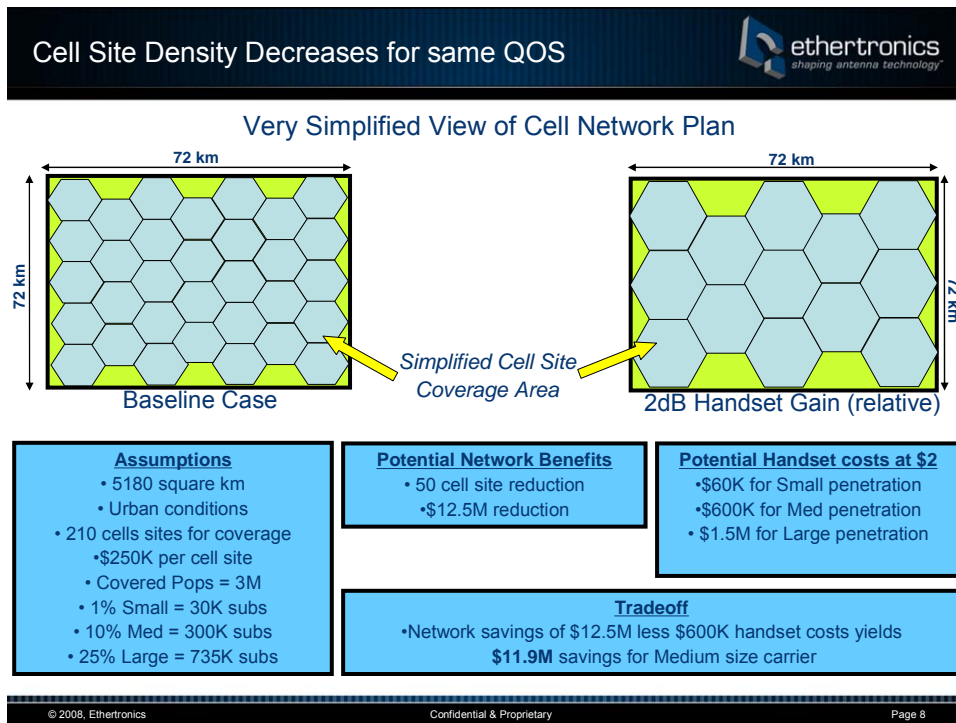 Cell Site Density Decreases for same QOS
ethertronics
shaping antenna technology
Very Simplified View of Cell Network Plan
72 km
72 km
72 km
72 km
Simplified Cell Site
Coverage Area
Baseline Case
2dB Handset Gain (relative)
Assumptions
• 5180 square km
• Urban conditions
• 210 cells sites for coverage
•$250K per cell site
• Covered Pops = 3M
• 1% Small = 30K subs
• 10% Med = 300K subs
• 25% Large = 735K subs
Potential Network Benefits
• 50 cell site reduction
•$12.5M reduction
Potential Handset costs at $2
•$60K for Small penetration
•$600K for Med penetration
• $1.5M for Large penetration
Tradeoff
•Network savings of $12.5M less $600K handset costs yields
$11.9M savings for Medium size carrier
© 2008, Ethertronics
Confidential & Proprietary
Page 8